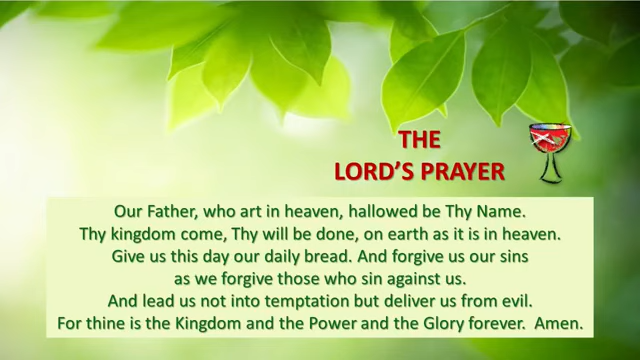 THE
LORD’S PRAYER
Our Father, who art in heaven, hallowed be Thy Name.
Thy kingdom come, Thy will be done, on earth as it is in heaven.
Give us this day our daily bread. And forgive us our sins
as we forgive those who sin against us.
And lead us not into temptation but deliver us from evil.
For thine is the Kingdom and the Power and the Glory forever.  Amen.